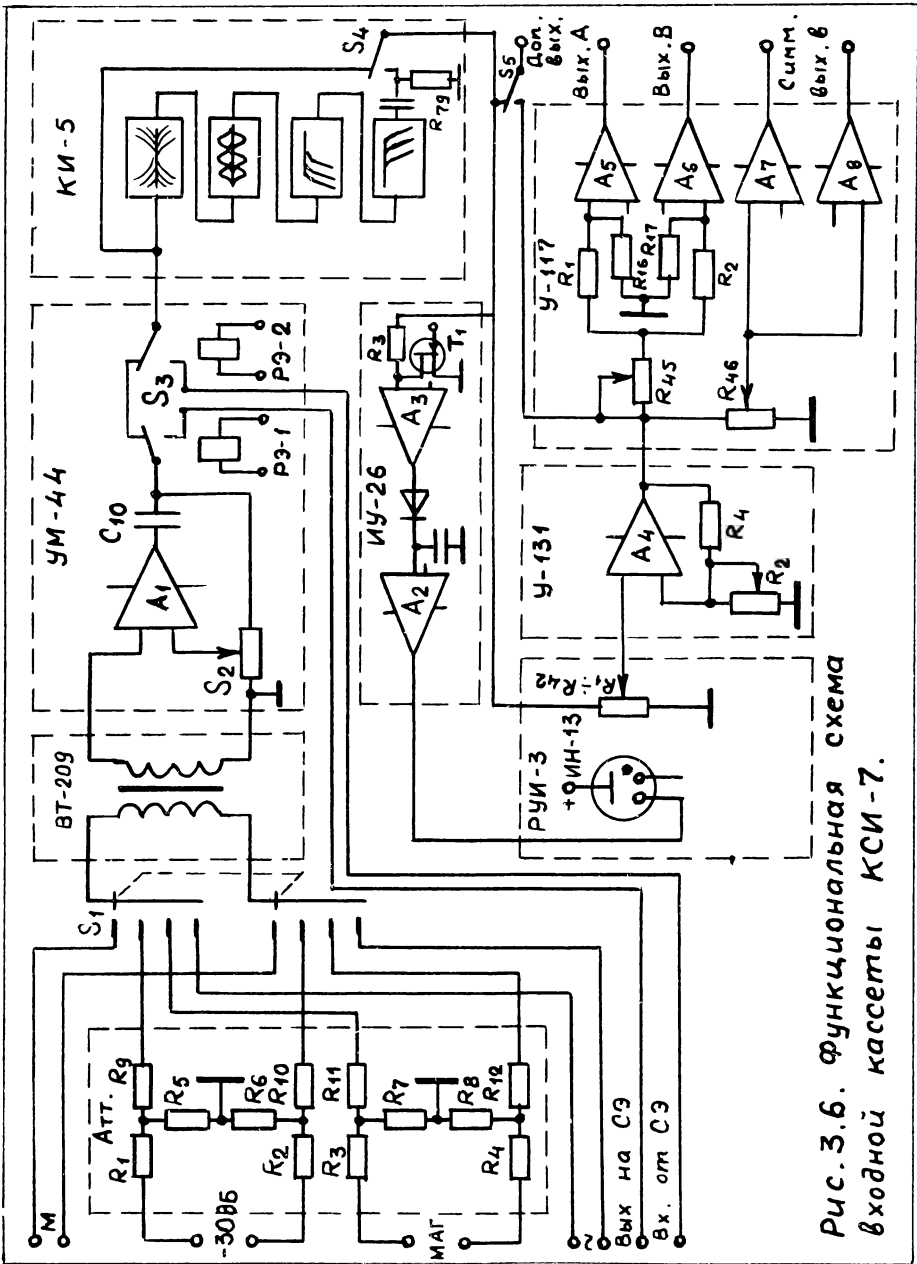 М
-30ВБ
МАГ
~
Вых на СЭ
Вх. от СЭ
Атт.
R1
R9
R5
R6
R2
R10
R3
R11
R7
R8
R4
R12
S1
ВТ-209
УМ-44
A1
C10
S2
S3
РЭ-1
РЭ-2
КИ-5
S4
R79
S5
Доп.
вых.
ИУ-26
A2
A3
R3
T1
РУИ-3
+
ИН-13
R1÷R42
У-131
A4
R4
R2
У-117
R1
R16
R17
R2
R45
R46
A5
A6
A7
A8
Вых. А
Вых. В
Симм.
вых. в
Рис. 3.6. Функциональная схема
входной кассеты КСИ-7.